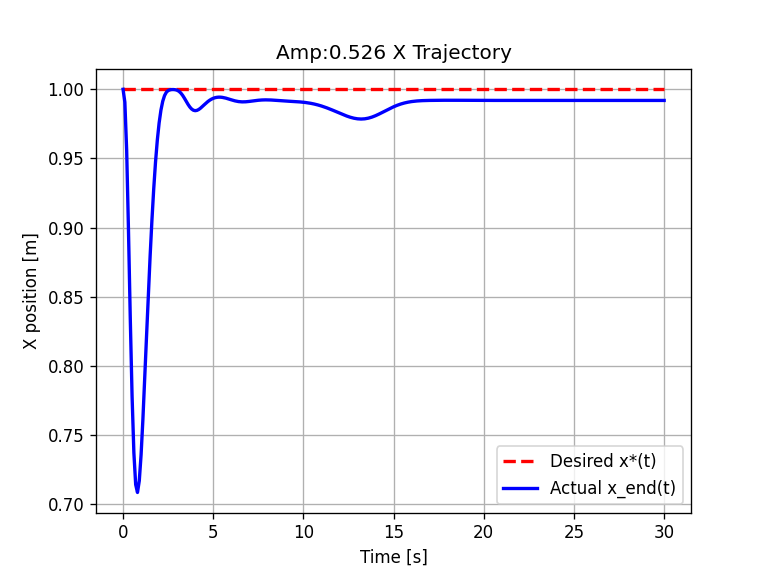 Amp:0.526 X Trajectory
1.00
0.95
0.90
0.85
0.80
0.75
0.70
X position [m]
0 5 10 15 20 25 30
Time [s]
Desired x*(t)
Actual x_end(t)